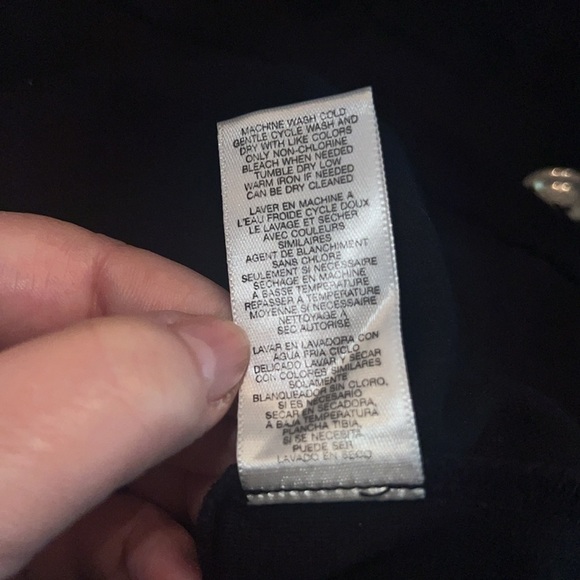 MACHINE WASH COLD
GENTLE CYCLE WASH AND
DRY WITH LIKE COLORS
ONLY NON-CHLORINE
BLEACH WHEN NEEDED
TUMBLE DRY LOW
WARM IRON IF NEEDED
CAN BE DRY CLEANED
LAVER EN MACHINE A
L'EAU FROIDE CYCLE DOUX
LE LAVAGE ET SECHER
AVEC COULEURS
SIMILAIRES
AGENT DE BLANCHIMENT
SANS CHLORE
SEULEMENT SI NECESSAIRE
SECHAGE EN MACHINE
A BASSE TEMPERATURE
REPASSER A TEMPERATURE
MOYENNE SI NECESSAIRE
NETTOYAGE A
SEC AUTORISE
LAVAR EN LAVADORA CON
AGUA FRIA CICLO
DELICADO LAVAR Y SECAR
CON COLORES SIMILARES
SOLAMENTE
BLANQUEADOR SIN CLORO,
SI ES NECESARIO
SECAR EN SECADORA,
A BAJA TEMPERATURA
PLANCHA TIBIA,
SI SE NECESITA
PUEDE SER
LAVADO EN SECO